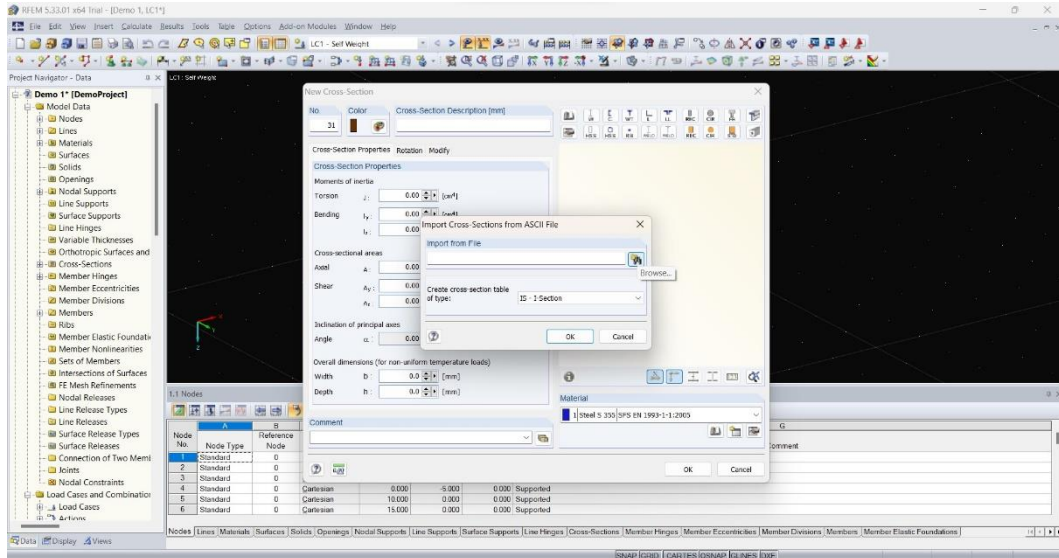 RFEM 5.33.01 x64 Trial - [Demo 1, LC1*]
File Edit View Insert Calculate Results Tools Table Options Add-on Modules Window Help
LC1 - Self Weight
Project Navigator - Data
LC1: Self Weight
Demo 1* [DemoProject]
Model Data
Nodes
Lines
Materials
Surfaces
Solids
Openings
Nodal Supports
Line Supports
Surface Supports
Line Hinges
Variable Thicknesses
Orthotropic Surfaces and
Cross-Sections
Member Hinges
Member Eccentricities
Member Divisions
Members
Ribs
Member Elastic Foundatio
Member Nonlinearities
Sets of Members
Intersections of Surfaces
FE Mesh Refinements
Nodal Releases
Line Release Types
Line Releases
Surface Release Types
Surface Releases
Connection of Two Memb
Joints
Nodal Constraints
Load Cases and Combination
Load Cases
Actions
Data Display Views
New Cross-Section
No. Color Cross-Section Description [mm]
31
Cross-Section Properties Rotation Modify
Cross-Section Properties
Moments of inertia
Torsion J: 0.00 [cm4]
Bending Iy: 0.00 [cm4]
Iz: 0.00
Cross-sectional areas
Axial A: 0.00
Shear Ay: 0.00
Az: 0.00
Inclination of principal axes
Angle α: 0.00
Overall dimensions (for non-uniform temperature loads)
Width b: 0.0 [mm]
Depth h: 0.0 [mm]
Comment
Material
1 Steel S 355 SFS EN 1993-1-1:2005
OK Cancel
Import Cross-Sections from ASCII File
Import from File
Browse...
Create cross-section table
of type: IS - I-Section
OK Cancel
1.1 Nodes
A B G
Node Reference
No. Node Type Node Comment
1 Standard 0
2 Standard 0
3 Standard 0
4 Standard 0 Cartesian 0.000 -5.000 0.000 Supported
5 Standard 0 Cartesian 10.000 0.000 0.000 Supported
6 Standard 0 Cartesian 15.000 0.000 0.000 Supported
Nodes Lines Materials Surfaces Solids Openings Nodal Supports Line Supports Surface Supports Line Hinges Cross-Sections Member Hinges Member Eccentricities Member Divisions Members Member Elastic Foundations
SNAP GRID CARTES OSNAP GLINES DXF